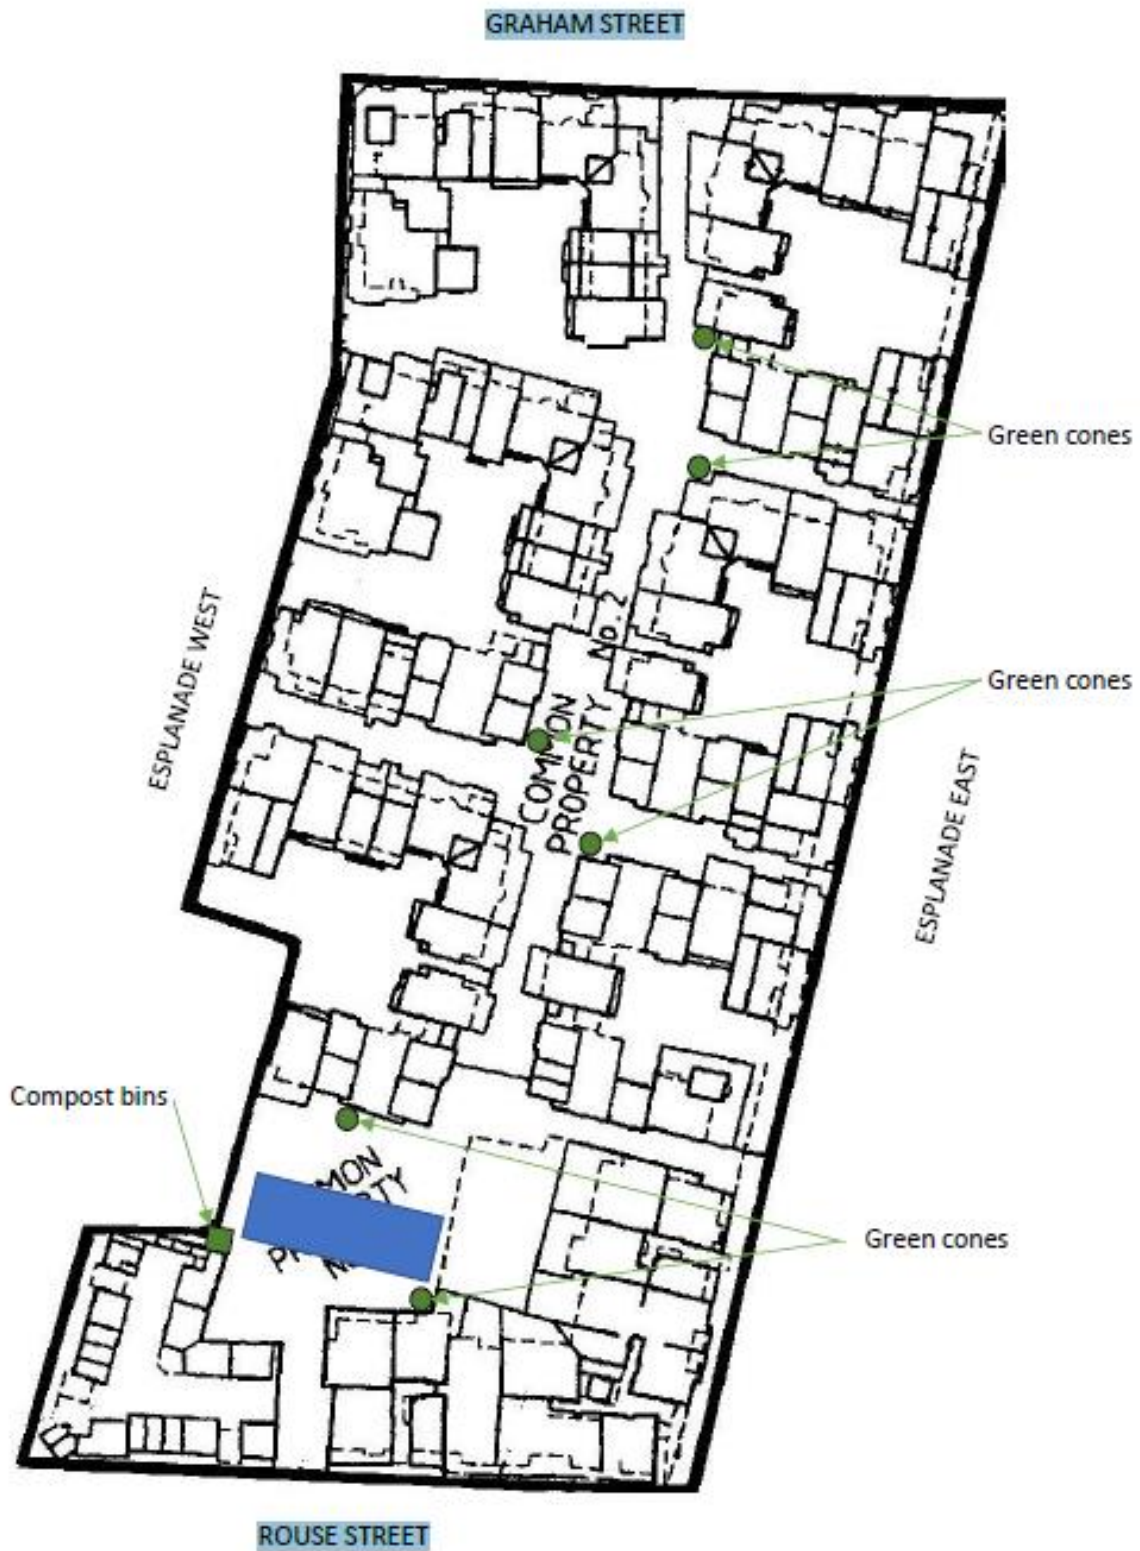 GRAHAM STREET
Green cones
No. 2
ESPLANADE WEST
Green cones
COMMON
PROPERTY
ESPLANADE EAST
Compost bins
Green cones
ROUSE STREET